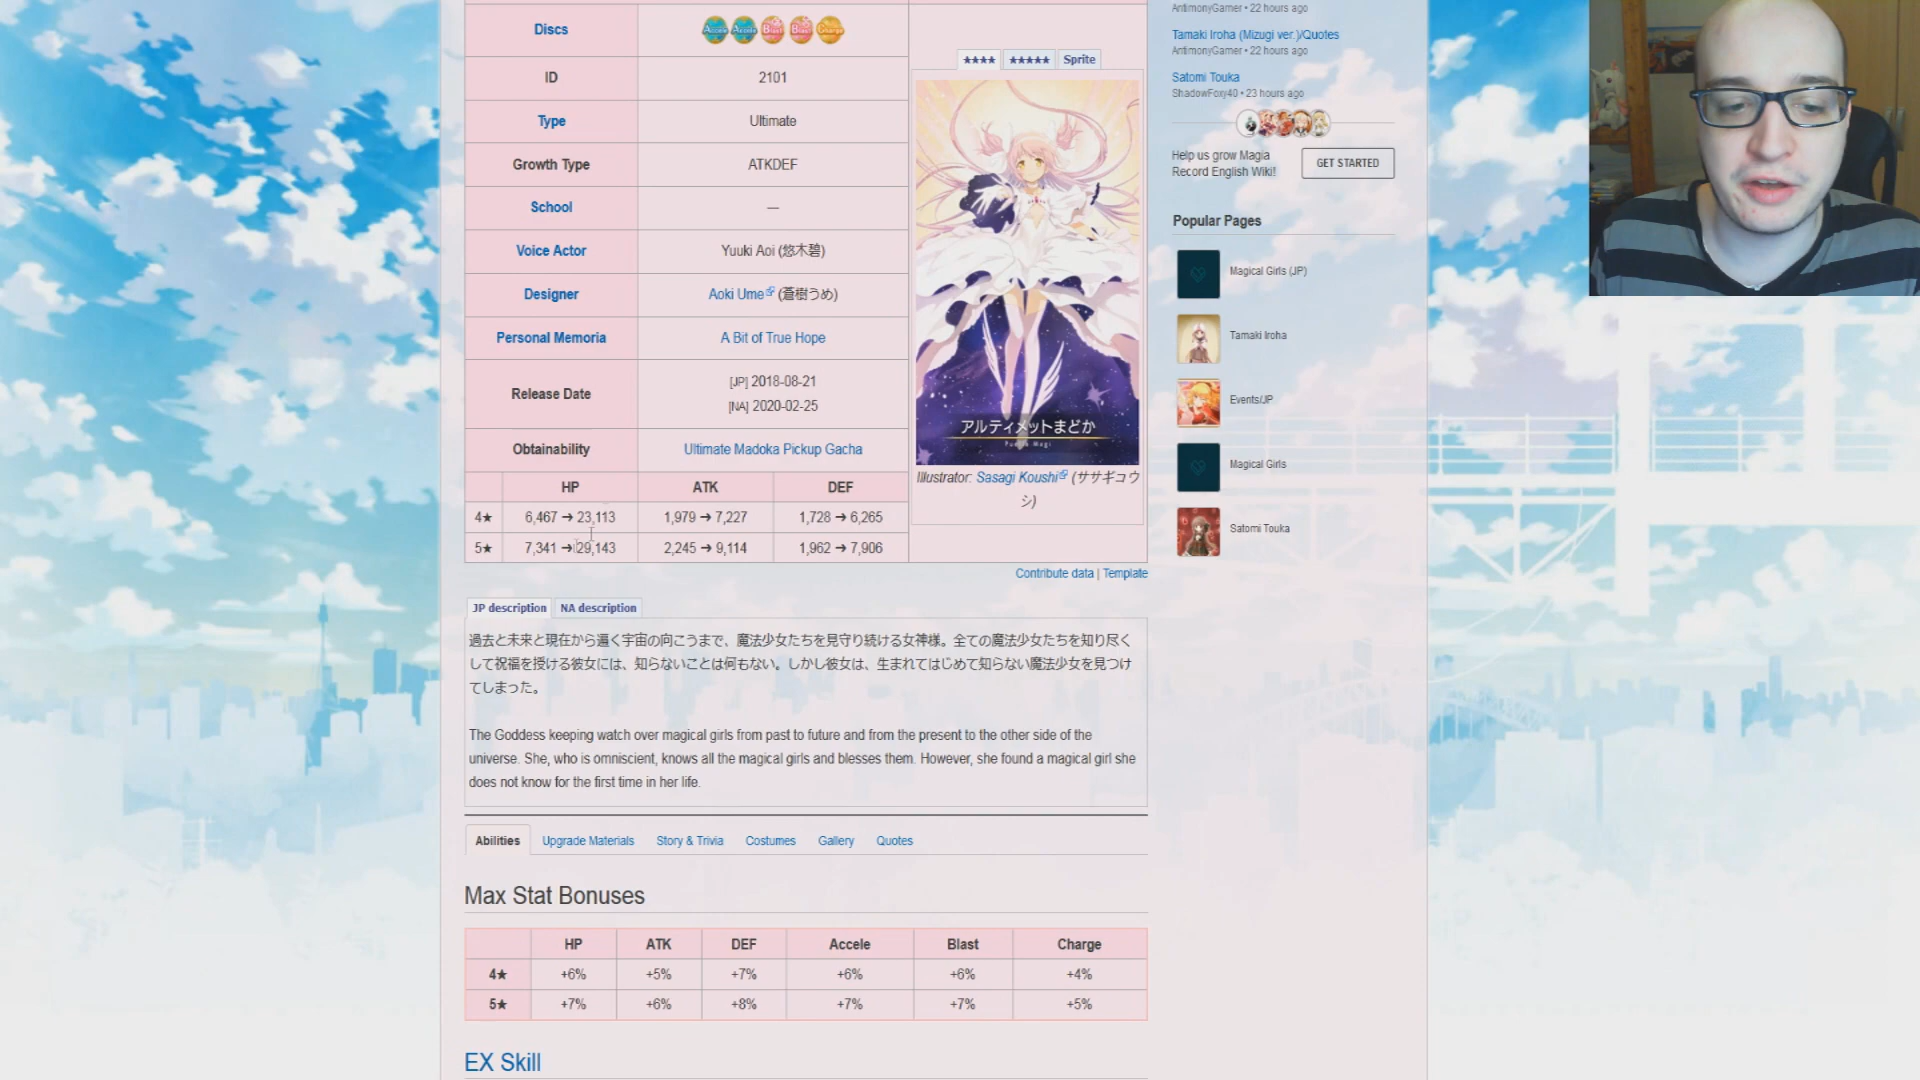 AntimonyGamer • 22 hours ago
Tamaki Iroha (Mizugi ver.)/Quotes
AntimonyGamer • 22 hours ago
Satomi Touka
ShadowFoxy40 • 23 hours ago
Help us grow Magia
Record English Wiki!
GET STARTED
Popular Pages
Magical Girls (JP)
Tamaki Iroha
Events/JP
Magical Girls
Satomi Touka
Discs
Accele Accele Blast Blast Charge
ID 2101
Type Ultimate
Growth Type ATKDEF
School —
Voice Actor Yuuki Aoi (悠木碧)
Designer Aoki Ume (蒼樹うめ)
Personal Memoria A Bit of True Hope
Release Date
[JP] 2018-08-21
[NA] 2020-02-25
Obtainability Ultimate Madoka Pickup Gacha
HP ATK DEF
4★ 6,467 → 23,113 1,979 → 7,227 1,728 → 6,265
5★ 7,341 → 29,143 2,245 → 9,114 1,962 → 7,906
★★★★ ★★★★★ Sprite
アルティメットまどか
Puella Magi
Illustrator: Sasagi Koushi (ササギコウ
シ)
Contribute data | Template
JP description NA description
過去と未来と現在から遍く宇宙の向こうまで、魔法少女たちを見守り続ける女神様。全ての魔法少女たちを知り尽く
して祝福を授ける彼女には、知らないことは何もない。しかし彼女は、生まれてはじめて知らない魔法少女を見つけ
てしまった。
The Goddess keeping watch over magical girls from past to future and from the present to the other side of the
universe. She, who is omniscient, knows all the magical girls and blesses them. However, she found a magical girl she
does not know for the first time in her life.
Abilities Upgrade Materials Story & Trivia Costumes Gallery Quotes
Max Stat Bonuses
HP ATK DEF Accele Blast Charge
4★ +6% +5% +7% +6% +6% +4%
5★ +7% +6% +8% +7% +7% +5%
EX Skill